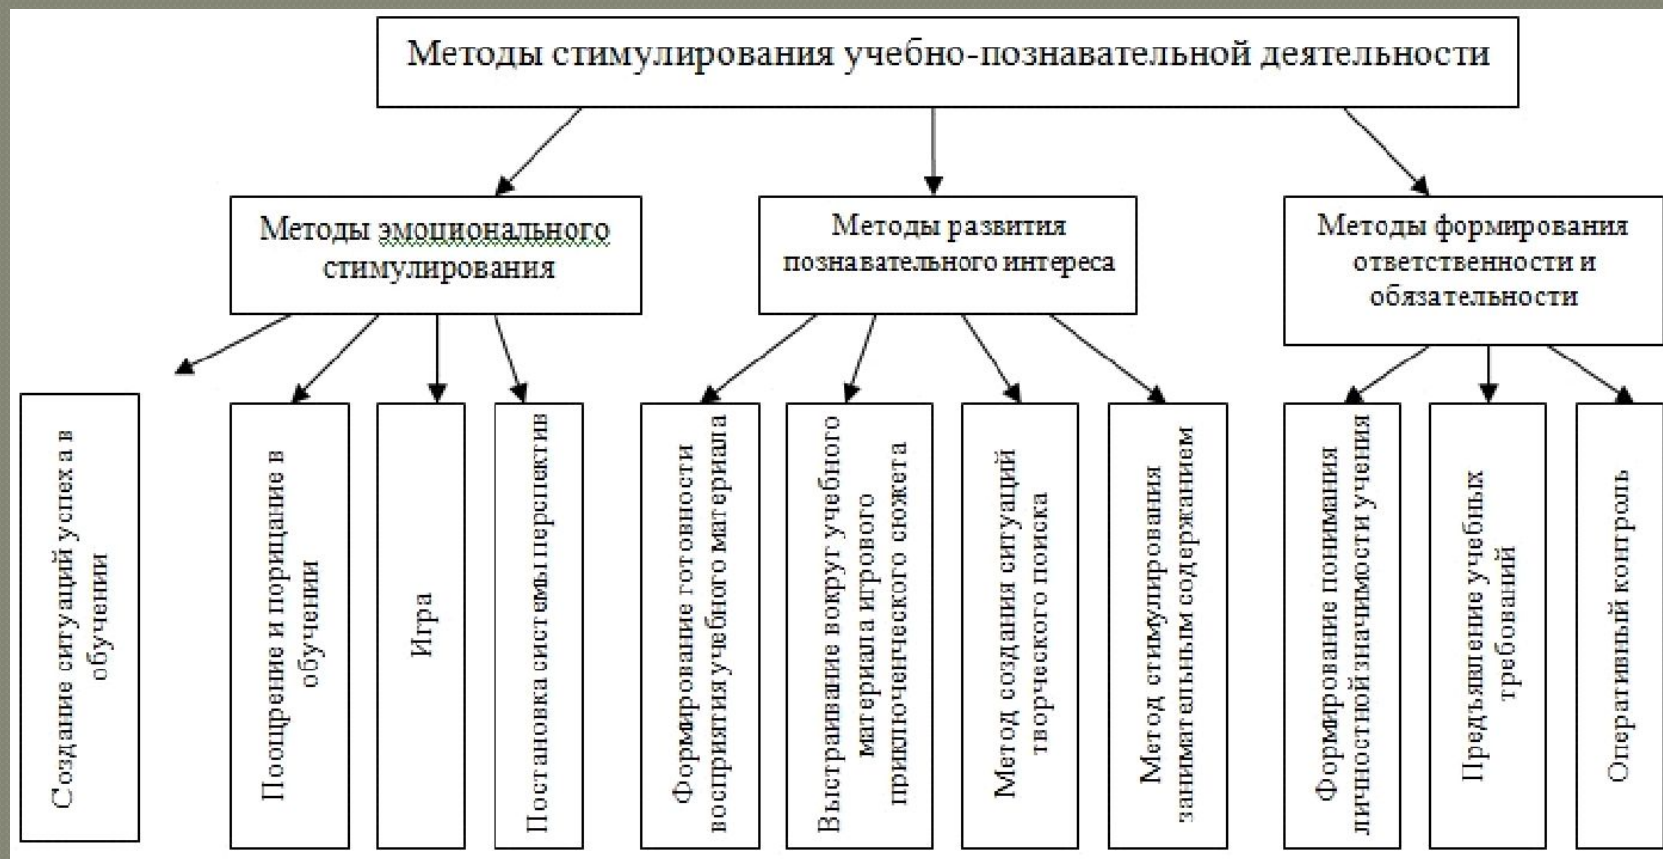 Методы стимулирования учебно-познавательной деятельности
Методы эмоционального
стимулирования
Методы развития
познавательного интереса
Методы формирования
ответственности и
обязательности
Создание ситуаций успеха в
обучении
Поощрение и порицание в
обучении
Игра
Постановка системы перспектив
Формирование готовности
восприятия учебного материала
Выстраивание вокруг учебного
материала игрового
приключенческого сюжета
Метод создания ситуаций
творческого поиска
Метод стимулирования
занимательным содержанием
Формирование понимания
личностной значимости учения
Предъявление учебных
требований
Оперативный контроль